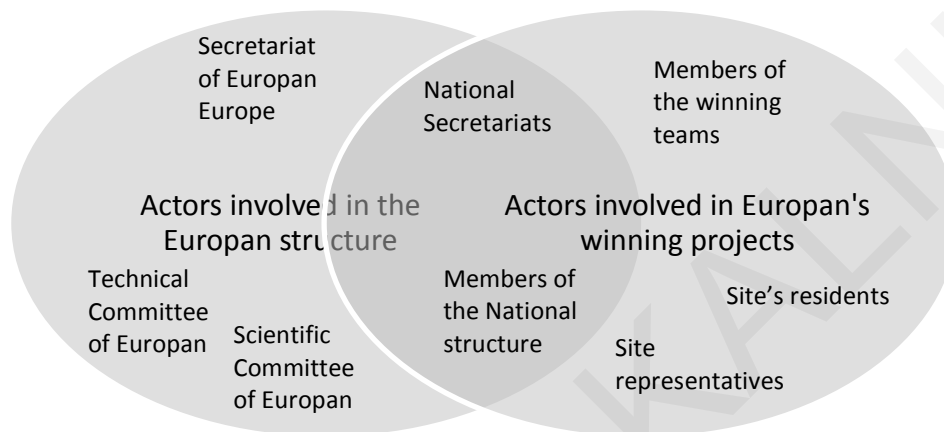 Secretariat
of Europan
Europe
National
Secretariats
Members of
the winning
teams
Actors involved in the
Europan structure
Actors involved in Europan's
winning projects
Technical
Committee
of Europan
Scientific
Committee
of Europan
Members of
the National
structure
Site's residents
Site
representatives